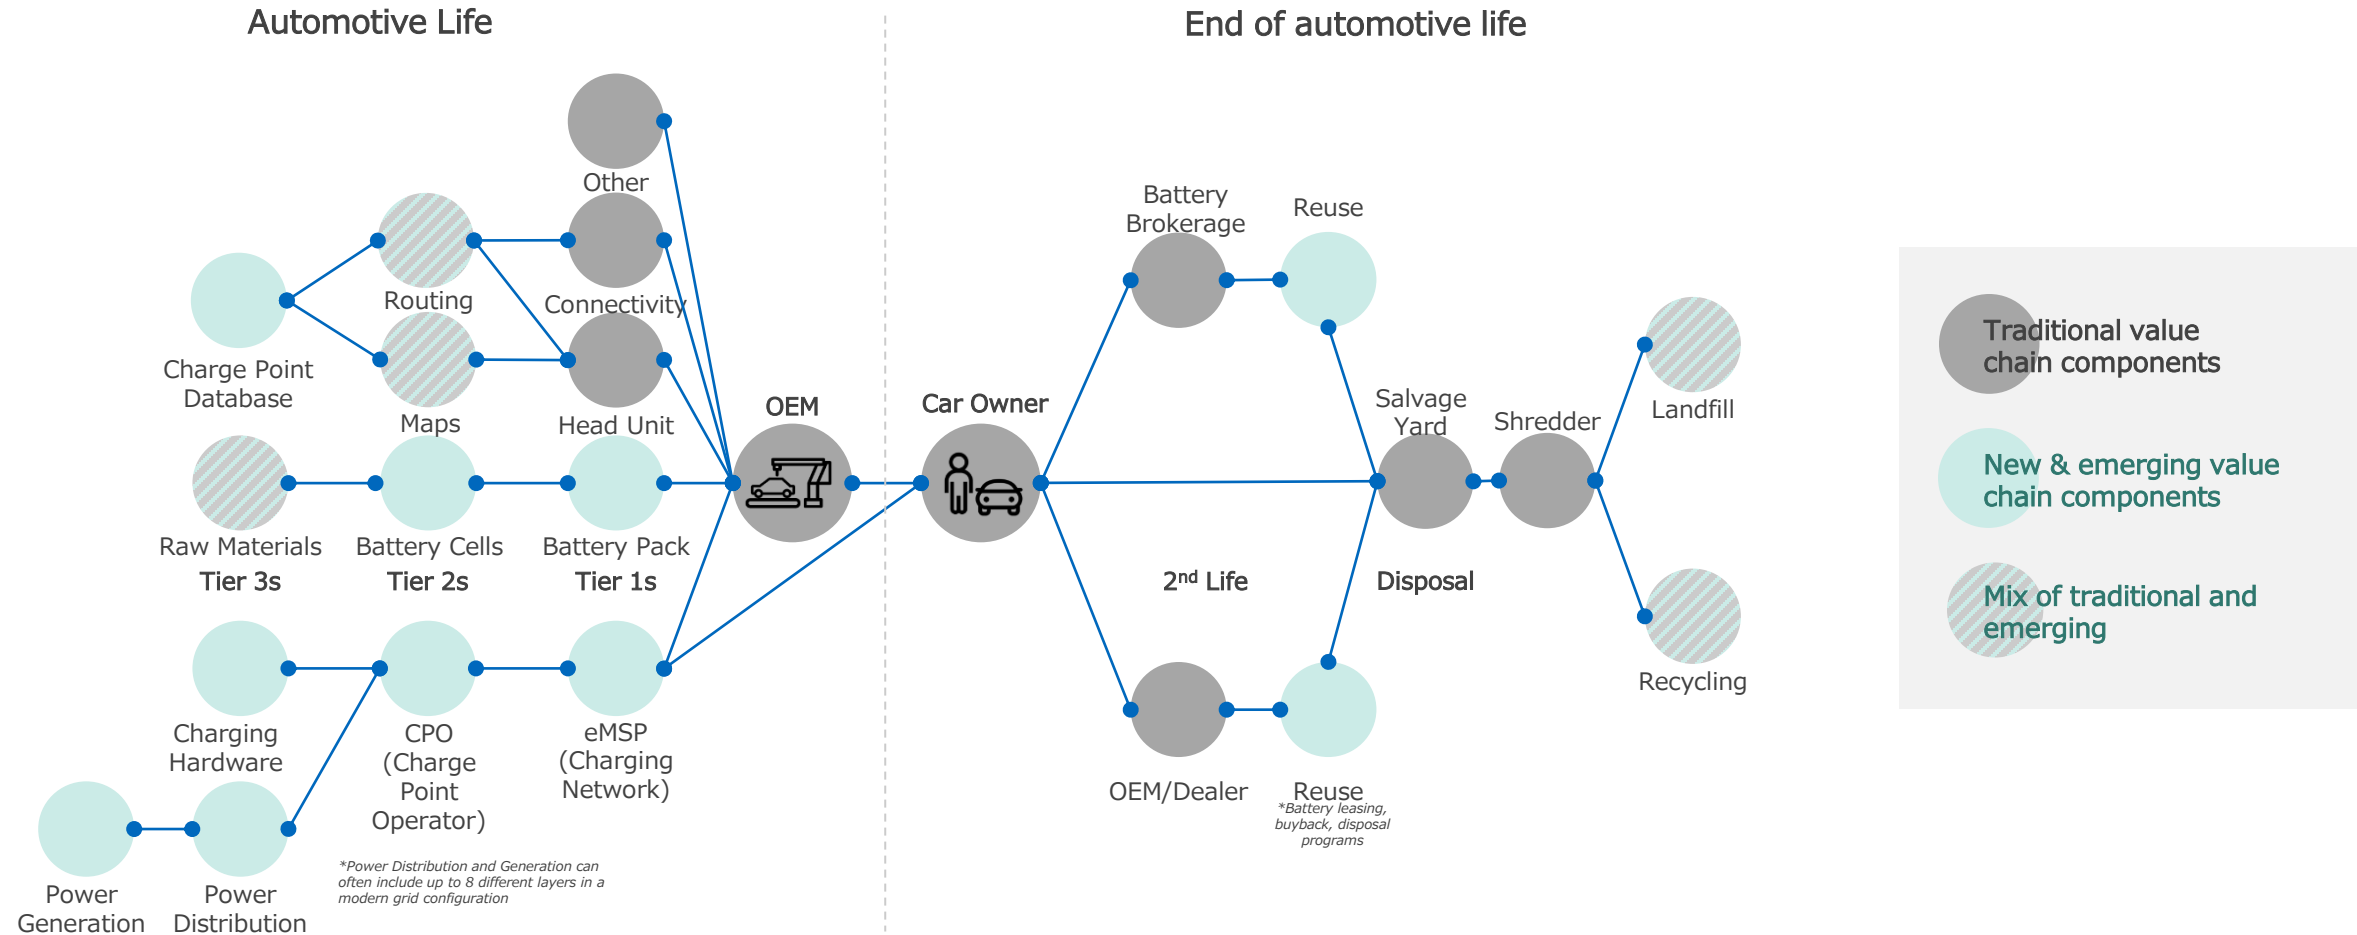 Automotive Life
End of automotive life
Other
Battery
Brokerage
Reuse
Routing
Connectivity
Charge Point
Database
Maps
Head Unit
OEM
Car Owner
Salvage
Yard
Shredder
Landfill
Raw Materials
Battery Cells
Battery Pack
Tier 3s
Tier 2s
Tier 1s
2nd Life
Disposal
Charging
Hardware
CPO
(Charge
Point
Operator)
eMSP
(Charging
Network)
OEM/Dealer
Reuse
*Battery leasing,
buyback, disposal
programs
Recycling
Power
Generation
Power
Distribution
*Power Distribution and Generation can
often include up to 8 different layers in a
modern grid configuration
Traditional value
chain components
New & emerging value
chain components
Mix of traditional and
emerging